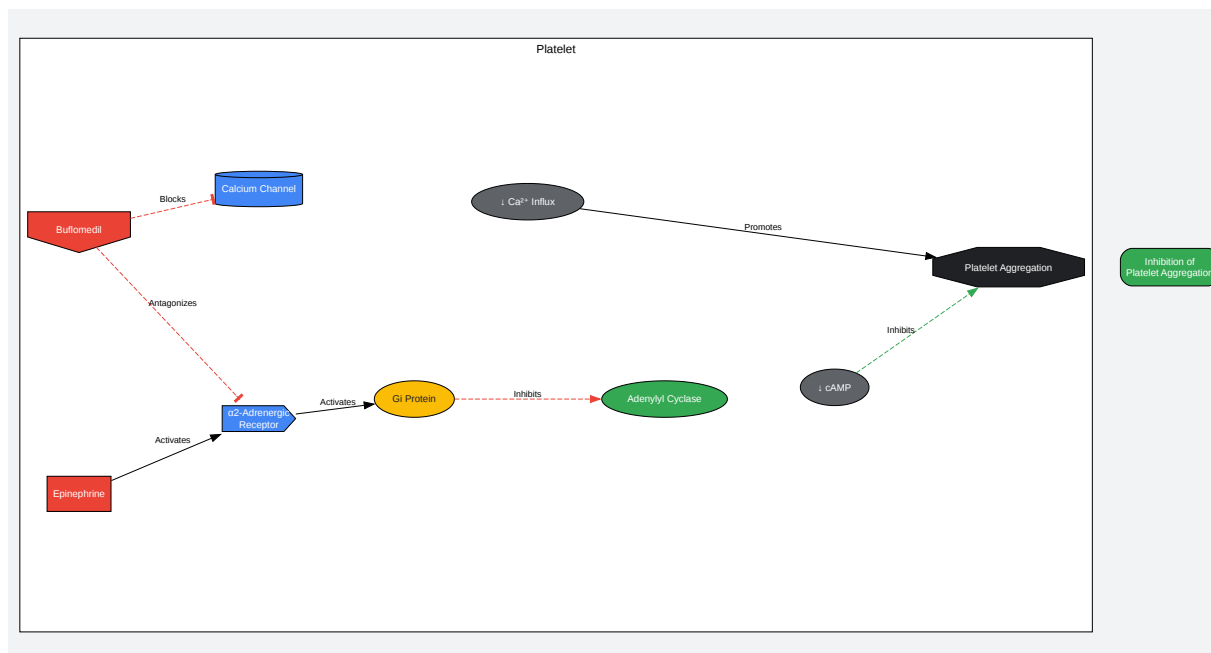 Platelet
Calcium Channel
Blocks
↓ Ca²⁺ Influx
Buflomedil
Promotes
Platelet Aggregation
Inhibition of
Platelet Aggregation
Antagonizes
Inhibits
↓ cAMP
Gi Protein
Inhibits
Adenylyl Cyclase
Activates
α2-Adrenergic
Receptor
Activates
Epinephrine